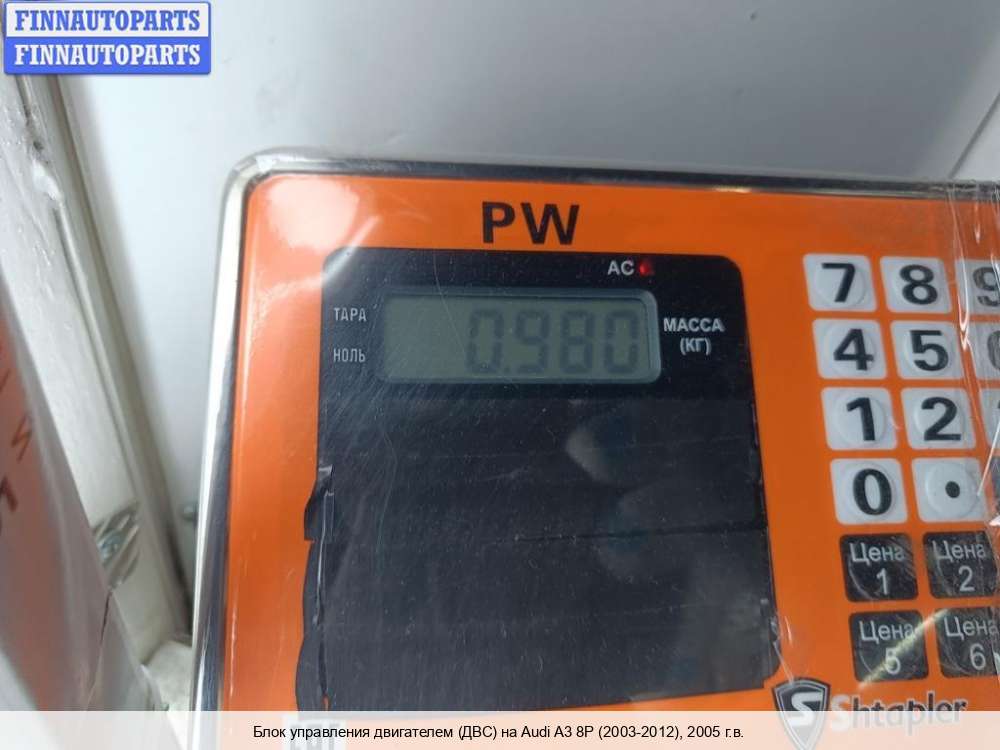 FINNAUTOPARTS
FINNAUTOPARTS
PW
AC
ТАРА
НОЛЬ
0.980
МАССА
(КГ)
7 8 9
4 5
1 2
0 •
Цена 1
Цена 2
Цена 5
Цена 6
Shtapler
Блок управления двигателем (ДВС) на Audi A3 8P (2003-2012), 2005 г.в.